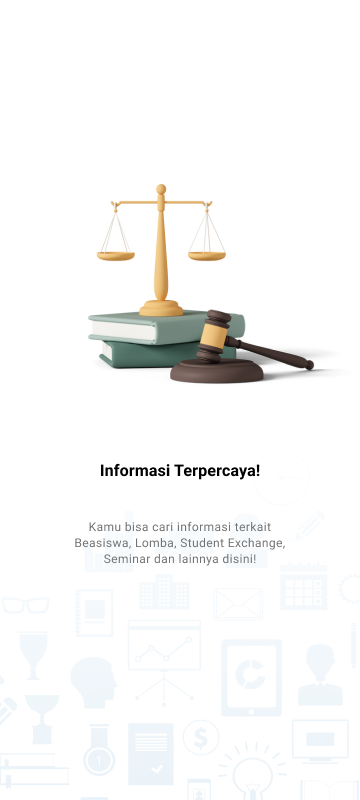 Informasi Terpercaya!
Kamu bisa cari informasi terkait
Beasiswa, Lomba, Student Exchange,
Seminar dan lainnya disini!